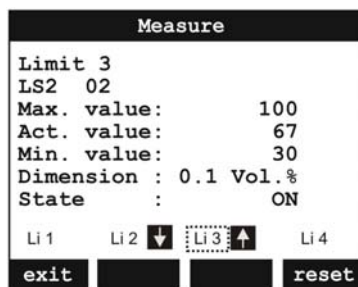 Measure
Limit 3
LS2 02
Max. value: 100
Act. value: 67
Min. value: 30
Dimension : 0.1 Vol.%
State : ON
Li 1 Li 2 Li 3 Li 4
exit reset